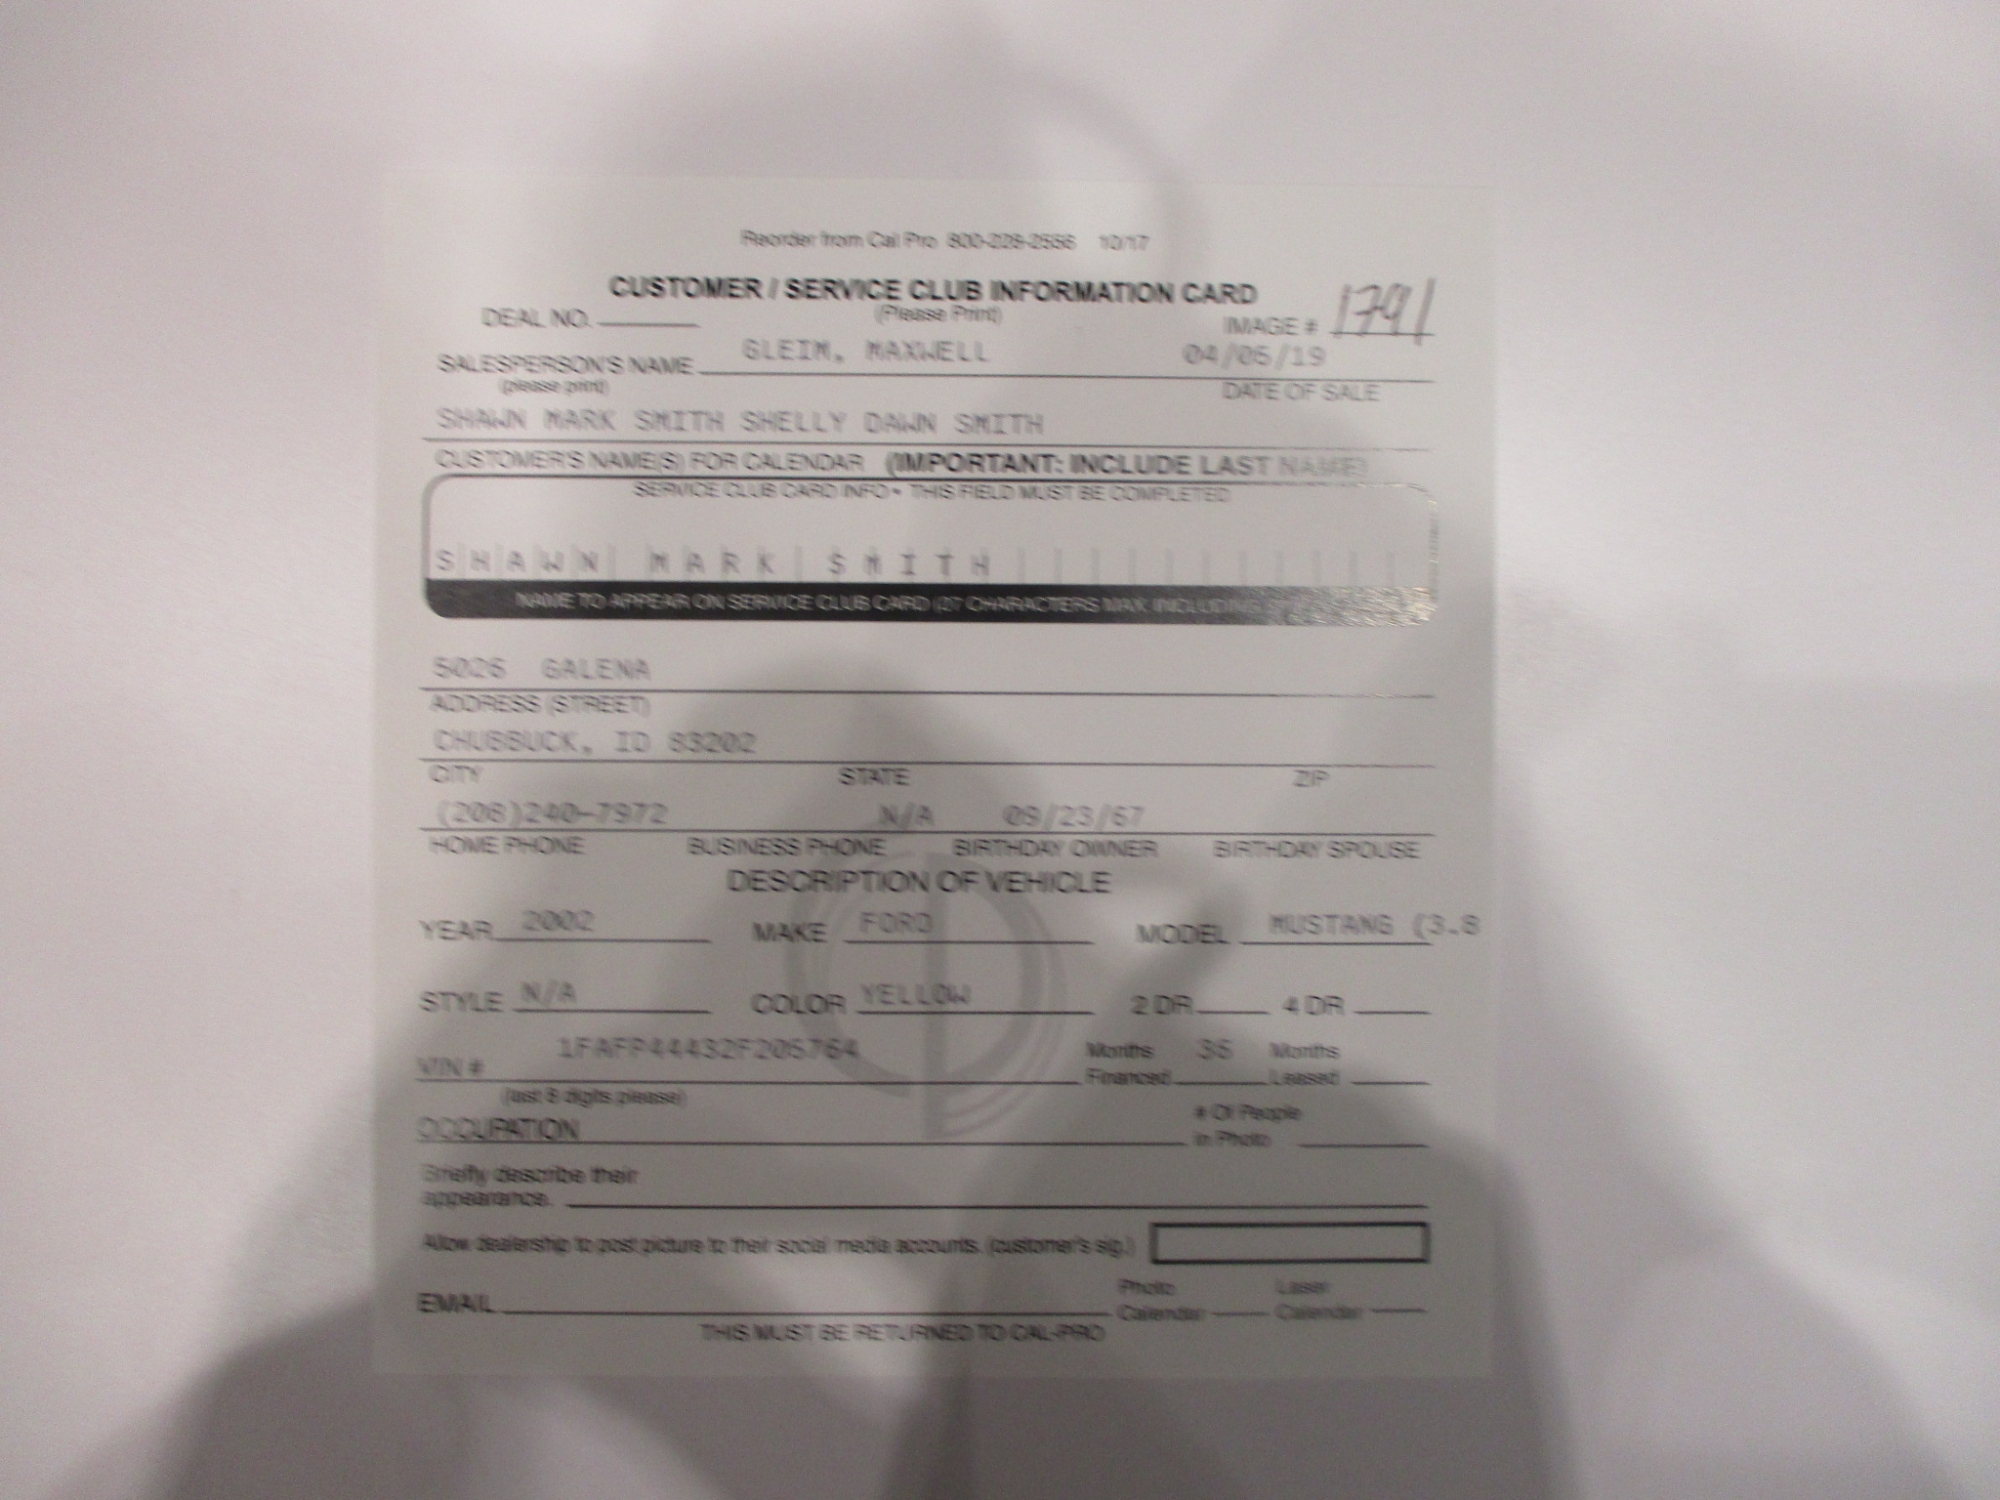 Reorder from Cal Pro 800-228-2556 10/17
CUSTOMER / SERVICE CLUB INFORMATION CARD
(Please Print)
DEAL NO.
IMAGE # 1791
SALESPERSON'S NAME GLEIM, MAXWELL 04/06/19
(please print) DATE OF SALE
SHAWN MARK SMITH SHELLY DAWN SMITH
CUSTOMER'S NAME(S) FOR CALENDAR (IMPORTANT: INCLUDE LAST NAME)
SERVICE CLUB CARD INFO • THIS FIELD MUST BE COMPLETED
SHAWN MARK SMITH
NAME TO APPEAR ON SERVICE CLUB CARD (27 CHARACTERS MAX INCLUDING
5026 GALENA
ADDRESS (STREET)
CHUBBUCK, ID 83202
CITY STATE ZIP
(208)240-7972 N/A 09/23/67
HOME PHONE BUSINESS PHONE BIRTHDAY OWNER BIRTHDAY SPOUSE
DESCRIPTION OF VEHICLE
YEAR 2002 MAKE FORD MODEL MUSTANG (3.8
STYLE N/A COLOR YELLOW 2 DR 4 DR
VIN # 1FAFP44432F205764 Months Financed 36 Months Leased
(last 8 digits please)
OCCUPATION # Of People in Photo
Briefly describe their
appearance.
Allow dealership to post picture to their social media accounts. (customer's sig.)
EMAIL Photo Calendar Laser Calendar
THIS MUST BE RETURNED TO CAL-PRO